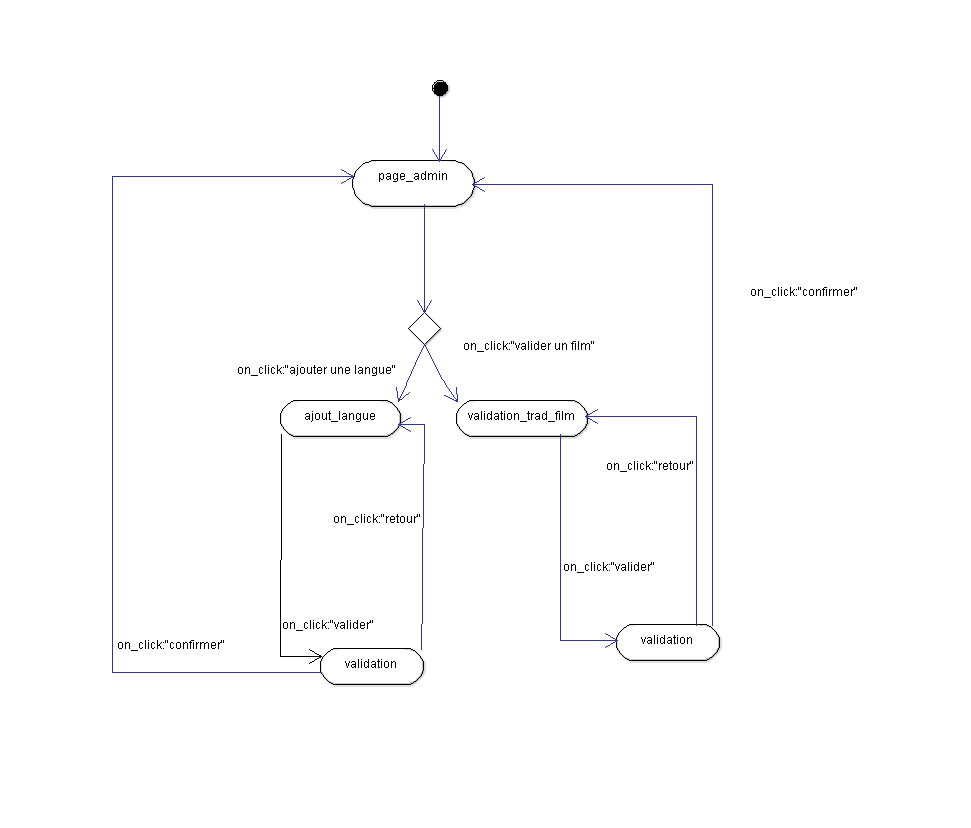 page_admin
on_click:"confirmer"
on_click:"valider un film"
on_click:"ajouter une langue"
ajout_langue
validation_trad_film
on_click:"retour"
on_click:"retour"
on_click:"valider"
on_click:"valider"
on_click:"confirmer"
validation
validation